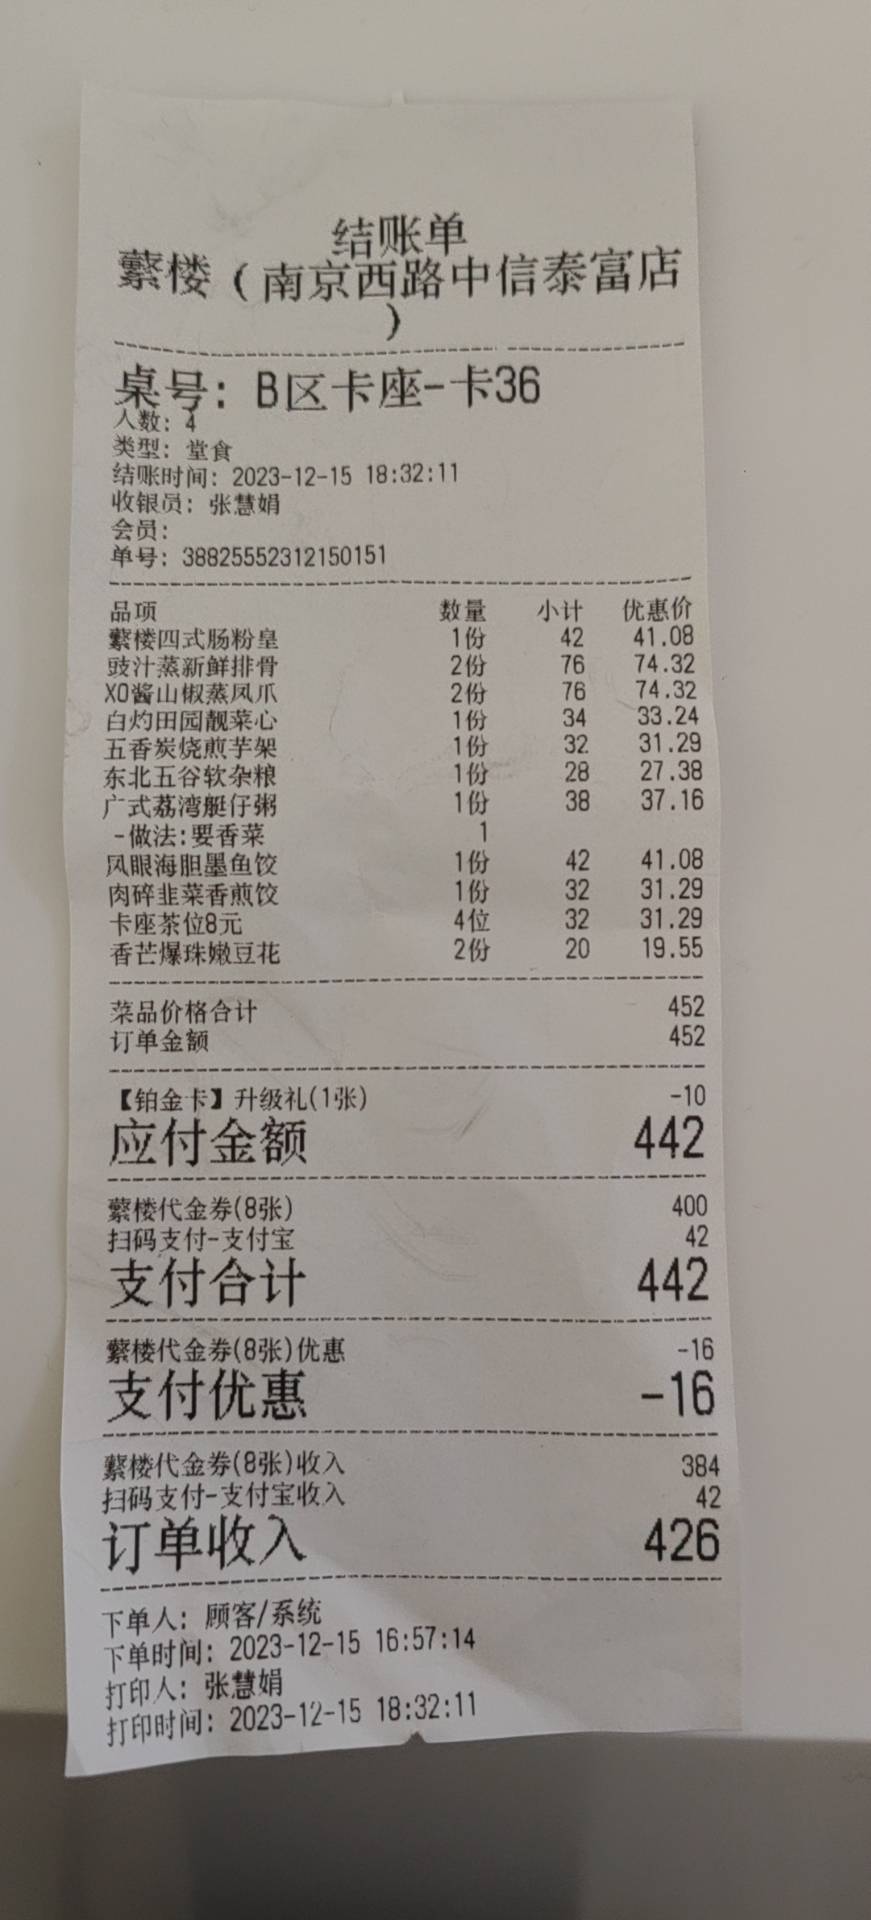 结账单
蘩楼（南京西路中信泰富店
）
桌号: B区卡座-卡36
人数: 4
类型: 堂食
结账时间: 2023-12-15 18:32:11
收银员: 张慧娟
会员:
单号: 38825552312150151
品项 数量 小计 优惠价
蘩楼四式肠粉皇 1份 42 41.08
豉汁蒸新鲜排骨 2份 76 74.32
XO酱山椒蒸凤爪 2份 76 74.32
白灼田园靓菜心 1份 34 33.24
五香炭烧煎芋架 1份 32 31.29
东北五谷软杂粮 1份 28 27.38
广式荔湾艇仔粥 1份 38 37.16
-做法:要香菜 1
凤眼海胆墨鱼饺 1份 42 41.08
肉碎韭菜香煎饺 1份 32 31.29
卡座茶位8元 4位 32 31.29
香芒爆珠嫩豆花 2份 20 19.55
菜品价格合计 452
订单金额 452
【铂金卡】升级礼(1张) -10
应付金额 442
蘩楼代金券(8张) 400
扫码支付-支付宝 42
支付合计 442
蘩楼代金券(8张)优惠 -16
支付优惠 -16
蘩楼代金券(8张)收入 384
扫码支付-支付宝收入 42
订单收入 426
下单人: 顾客/系统
下单时间: 2023-12-15 16:57:14
打印人: 张慧娟
打印时间: 2023-12-15 18:32:11